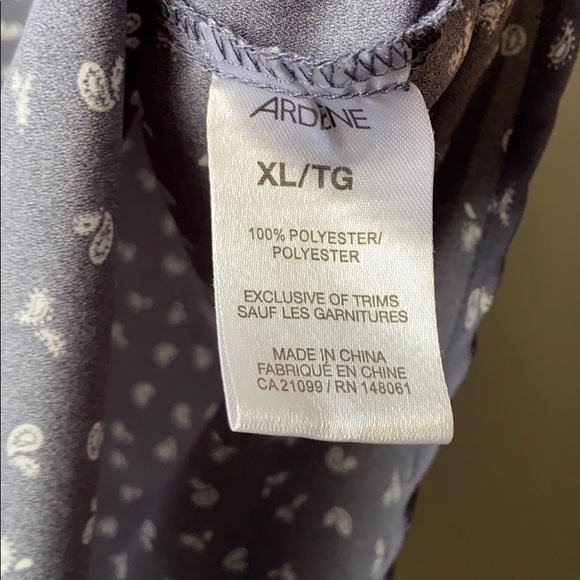 ARDENE
XL/TG
100% POLYESTER/
POLYESTER
EXCLUSIVE OF TRIMS
SAUF LES GARNITURES
MADE IN CHINA
FABRIQUÉ EN CHINE
CA 21099 / RN 148061